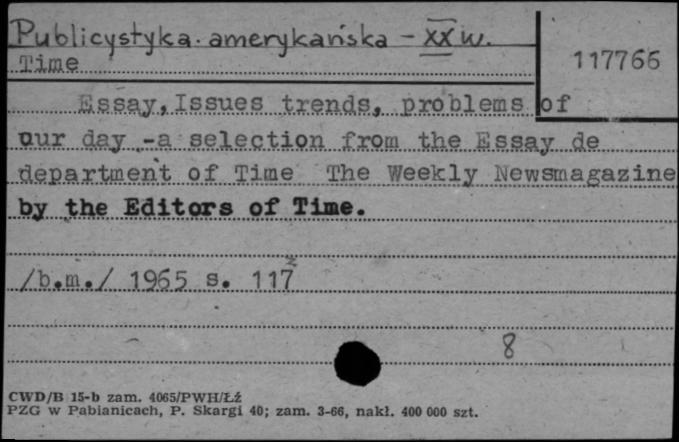 Publicystyka. amerykańska - XX w.
Time
117766
Essay, Issues trends, problems of
our day -a selection from the Essay de
department of Time The Weekly Newsmagazine
by the Editors of Time.
/b.m./ 1965 s. 117
8
CWD/B 15-b zam. 4065/PWH/Łź
PZG w Pabianicach, P. Skargi 40; zam. 3-66, nakł. 400 000 szt.